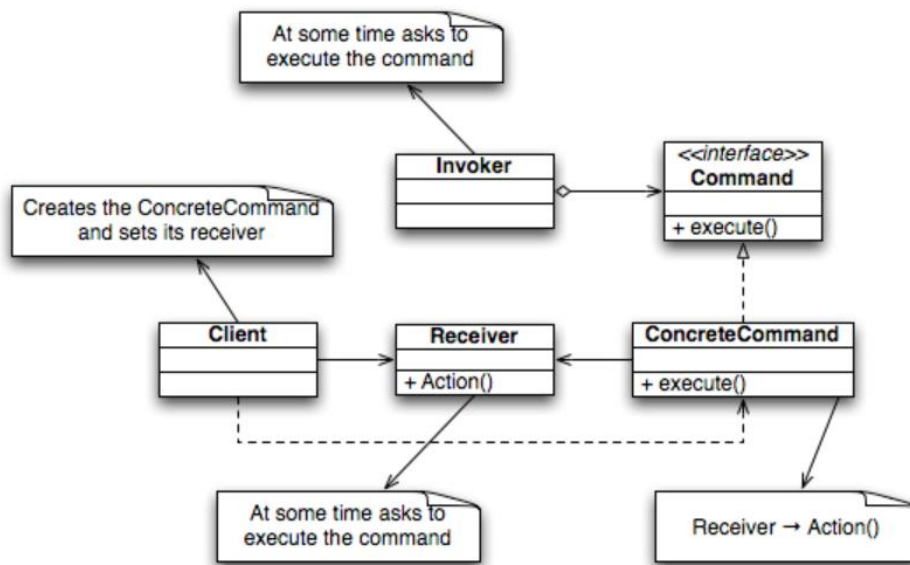 At some time asks to
execute the command
Invoker
<<interface>>
Command
+ execute()
Creates the ConcreteCommand
and sets its receiver
Client
Receiver
+ Action()
ConcreteCommand
+ execute()
At some time asks to
execute the command
Receiver → Action()